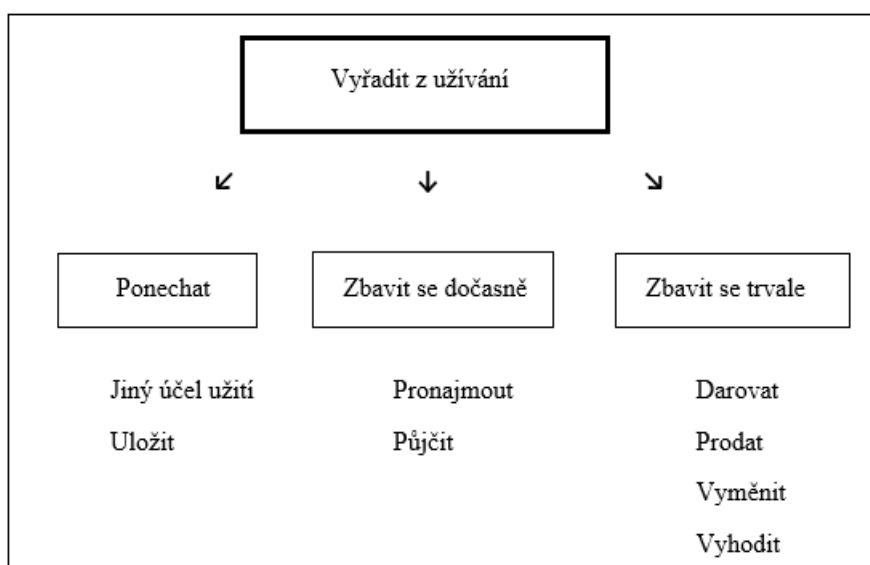 Vyřadit z užívání
Ponechat
Zbavit se dočasně
Zbavit se trvale
Jiný účel užití
Pronajmout
Darovat
Uložit
Půjčit
Prodat
Vyměnit
Vyhodit